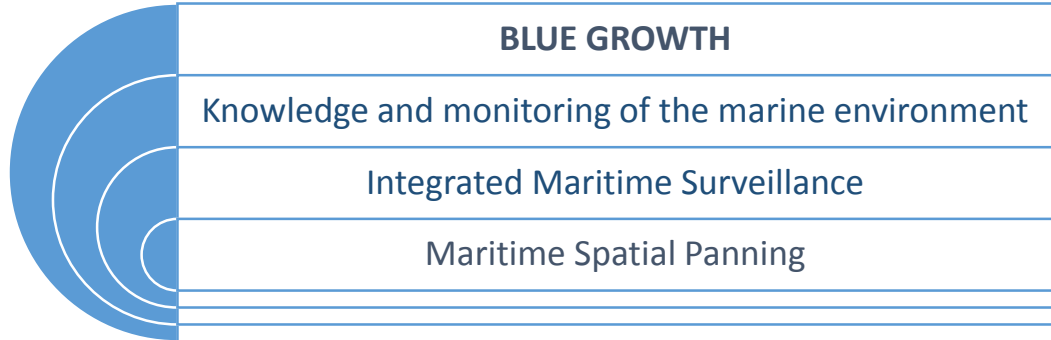 BLUE GROWTH
Knowledge and monitoring of the marine environment
Integrated Maritime Surveillance
Maritime Spatial Panning